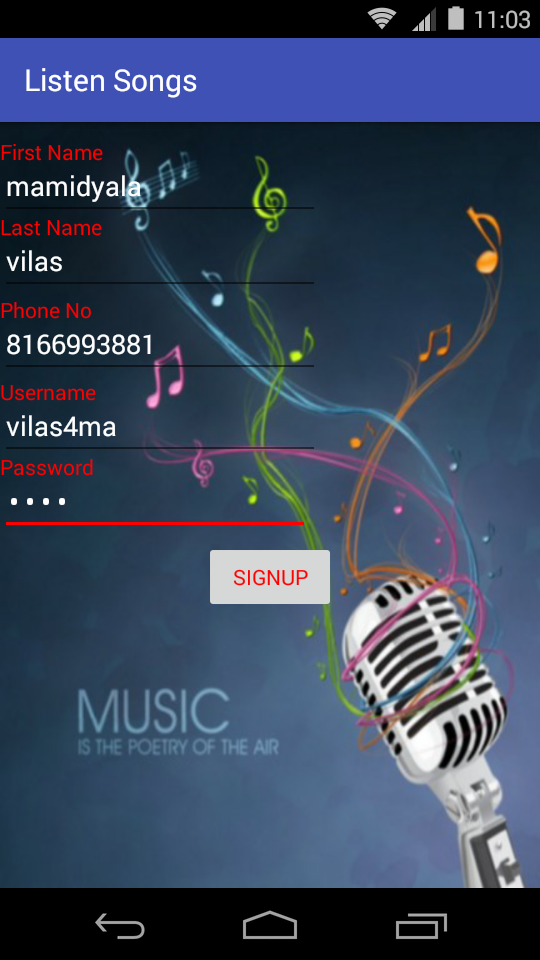 11:03
Listen Songs
First Name
mamidyala
Last Name
vilas
Phone No
8166993881
Username
vilas4ma
Password
••••
SIGNUP
MUSIC
IS THE POETRY OF THE AIR